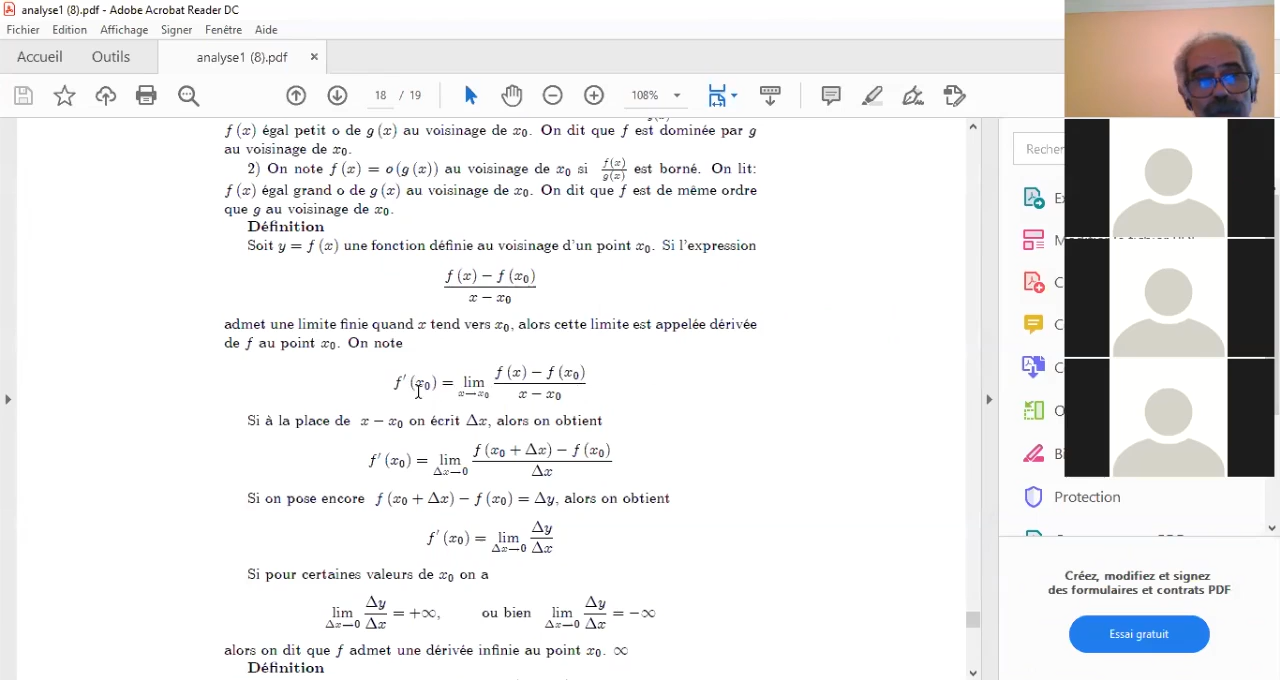 analyse1 (8).pdf - Adobe Acrobat Reader DC
Fichier Edition Affichage Signer Fenêtre Aide
Accueil Outils analyse1 (8).pdf ×
18 / 19 108%
f (x) égal petit o de g (x) au voisinage de x₀. On dit que f est dominée par g
au voisinage de x₀.
2) On note f (x) = o (g (x)) au voisinage de x₀ si f(x)/g(x) est borné. On lit:
f (x) égal grand o de g (x) au voisinage de x₀. On dit que f est de même ordre
que g au voisinage de x₀.
Définition
Soit y = f (x) une fonction définie au voisinage d'un point x₀. Si l'expression
f (x) − f (x₀)
x − x₀
admet une limite finie quand x tend vers x₀, alors cette limite est appelée dérivée
de f au point x₀. On note
f′ (x₀) = lim x→x₀ (f (x) − f (x₀))/(x − x₀)
Si à la place de x − x₀ on écrit Δx, alors on obtient
f′ (x₀) = lim Δx→0 (f (x₀ + Δx) − f (x₀))/Δx
Si on pose encore f (x₀ + Δx) − f (x₀) = Δy, alors on obtient
f′ (x₀) = lim Δx→0 Δy/Δx
Si pour certaines valeurs de x₀ on a
lim Δx→0 Δy/Δx = +∞, ou bien lim Δx→0 Δy/Δx = −∞
alors on dit que f admet une dérivée infinie au point x₀. ∞
Définition
Recher
Protection
Créez, modifiez et signez
des formulaires et contrats PDF
Essai gratuit